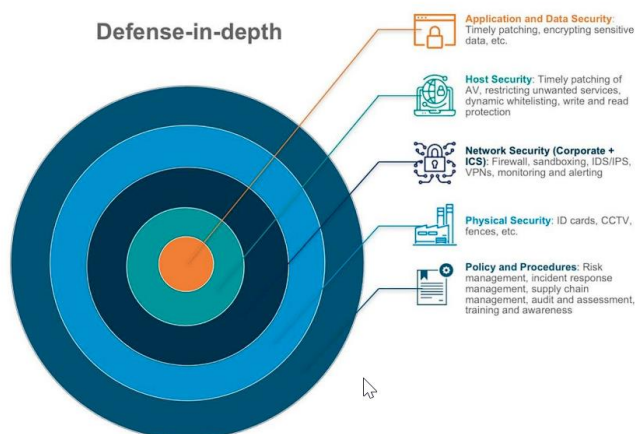 Defense-in-depth
Application and Data Security:
Timely patching, encrypting sensitive
data, etc.
Host Security: Timely patching of
AV, restricting unwanted services,
dynamic whitelisting, write and read
protection
Network Security (Corporate +
ICS): Firewall, sandboxing, IDS/IPS,
VPNs, monitoring and alerting
Physical Security: ID cards, CCTV,
fences, etc.
Policy and Procedures: Risk
management, incident response
management, supply chain
management, audit and assessment,
training and awareness